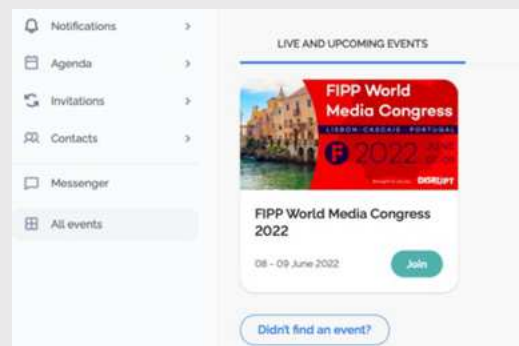 Notifications
Agenda
Invitations
Contacts
Messenger
All events
LIVE AND UPCOMING EVENTS
FIPP World
Media Congress
LISBON - CASCAIS - PORTUGAL
2022 JUNE
DISRUPT
FIPP World Media Congress
2022
08 - 09 June 2022
Join
Didn't find an event?